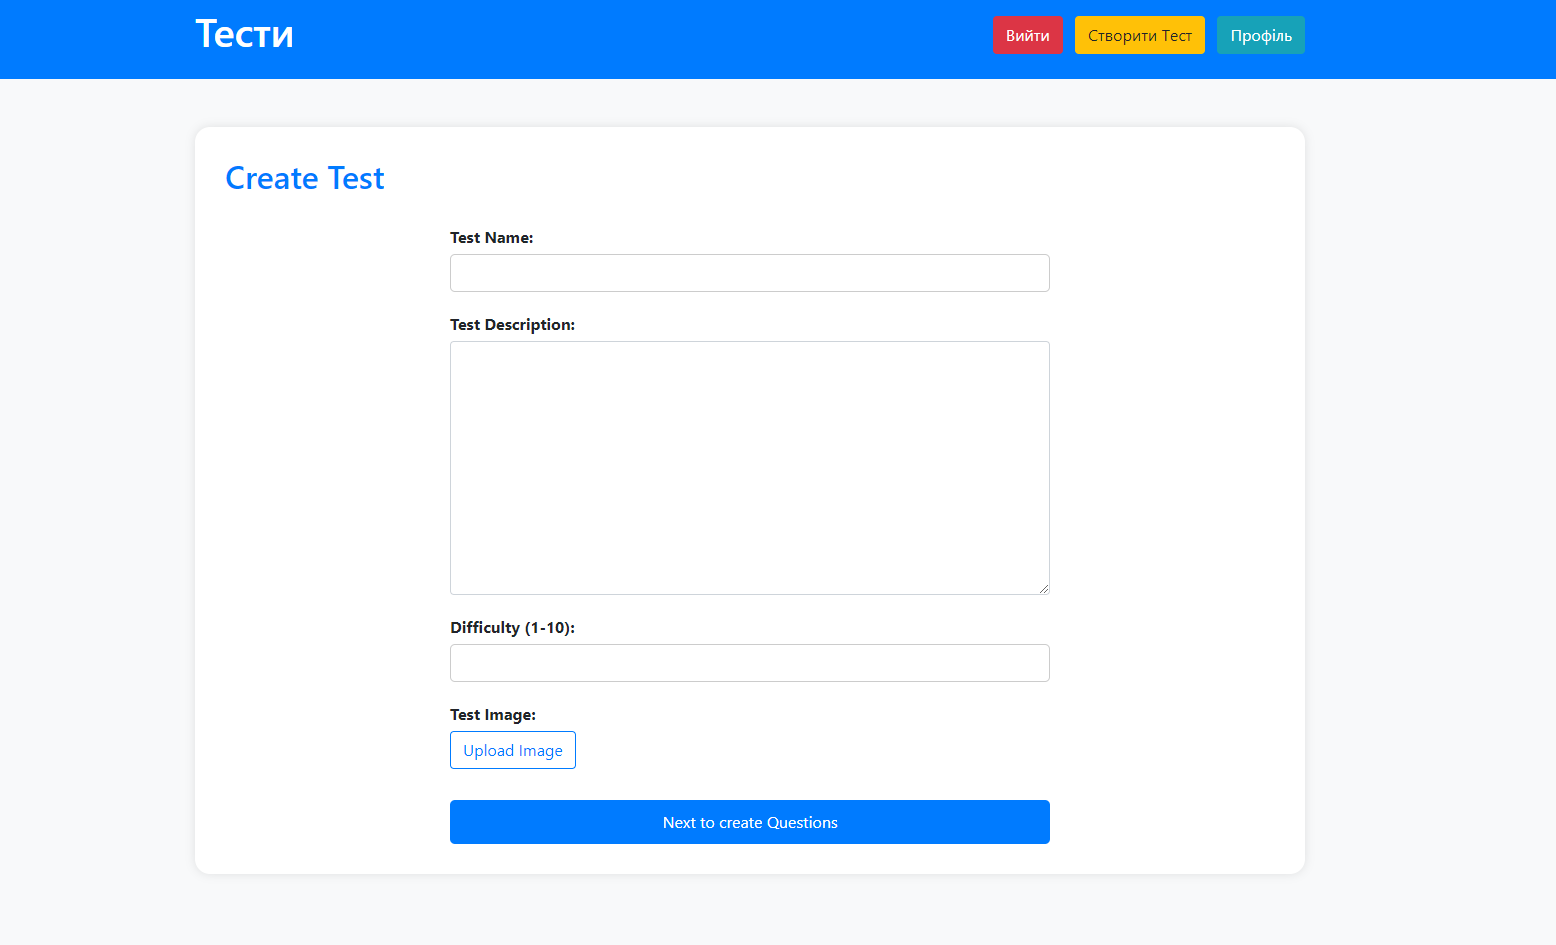 Тести
Вийти
Створити Тест
Профіль
Create Test
Test Name:
Test Description:
Difficulty (1-10):
Test Image:
Upload Image
Next to create Questions